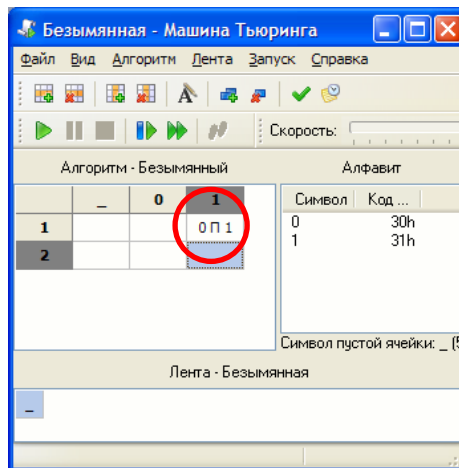 Безымянная - Машина Тьюринга
Файл Вид Алгоритм Лента Запуск Справка
Скорость:
Алгоритм - Безымянный
Алфавит
_ 0 1
1 0 П 1
2
Символ Код ...
0 30h
1 31h
Символ пустой ячейки: _ (5
Лента - Безымянная
_